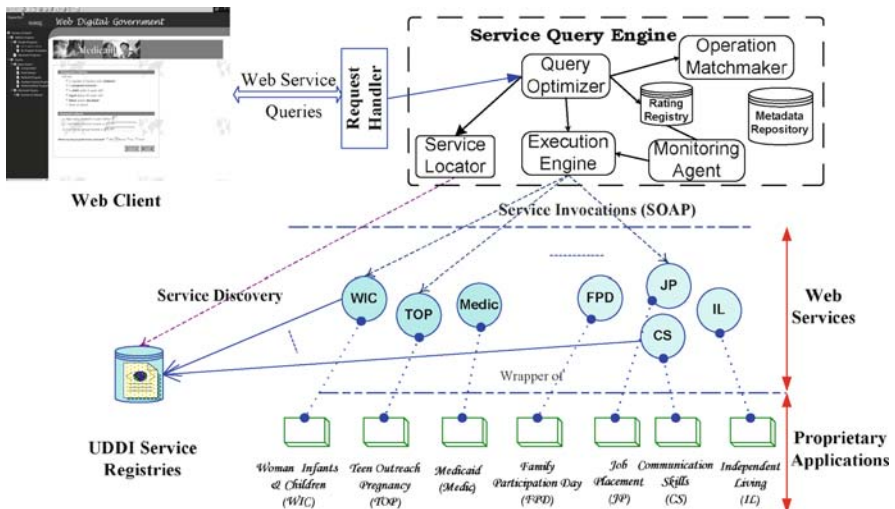 Web Digital Government
Medicaid
Web Client
Web Service
Queries
Request
Handler
Service Query Engine
Query
Optimizer
Operation
Matchmaker
Rating
Registry
Metadata
Repository
Service
Locator
Execution
Engine
Monitoring
Agent
Service Invocations (SOAP)
Service Discovery
WIC
TOP
Medic
FPD
JP
CS
IL
Web
Services
Wrapper of
UDDI Service
Registries
Woman Infants
& Children
(WIC)
Teen Outreach
Pregnancy
(TOP)
Medicaid
(Medic)
Family
Participation Day
(FPD)
Job
Placement
(JP)
Communication
Skills
(CS)
Independent
Living
(IL)
Proprietary
Applications